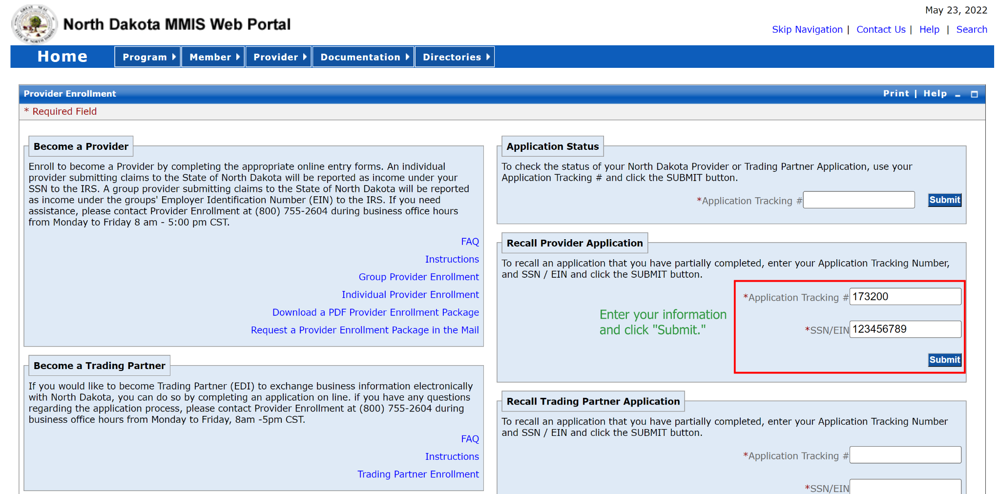 May 23, 2022
North Dakota MMIS Web Portal
Skip Navigation | Contact Us | Help | Search
Home Program Member Provider Documentation Directories
Provider Enrollment
Print | Help
* Required Field
Become a Provider
Enroll to become a Provider by completing the appropriate online entry forms. An individual
provider submitting claims to the State of North Dakota will be reported as income under your
SSN to the IRS. A group provider submitting claims to the State of North Dakota will be reported
as income under the groups' Employer Identification Number (EIN) to the IRS. If you need
assistance, please contact Provider Enrollment at (800) 755-2604 during business office hours
from Monday to Friday 8 am - 5:00 pm CST.
FAQ
Instructions
Group Provider Enrollment
Individual Provider Enrollment
Download a PDF Provider Enrollment Package
Request a Provider Enrollment Package in the Mail
Become a Trading Partner
If you would like to become Trading Partner (EDI) to exchange business information electronically
with North Dakota, you can do so by completing an application on line. if you have any questions
regarding the application process, please contact Provider Enrollment at (800) 755-2604 during
business office hours from Monday to Friday, 8am -5pm CST.
FAQ
Instructions
Trading Partner Enrollment
Application Status
To check the status of your North Dakota Provider or Trading Partner Application, use your
Application Tracking # and click the SUBMIT button.
*Application Tracking # Submit
Recall Provider Application
To recall an application that you have partially completed, enter your Application Tracking Number,
and SSN / EIN and click the SUBMIT button.
*Application Tracking # 173200
Enter your information
and click "Submit."
*SSN/EIN 123456789
Submit
Recall Trading Partner Application
To recall an application that you have partially completed, enter your Application Tracking Number
and SSN / EIN and click the SUBMIT button.
*Application Tracking #
*SSN/EIN